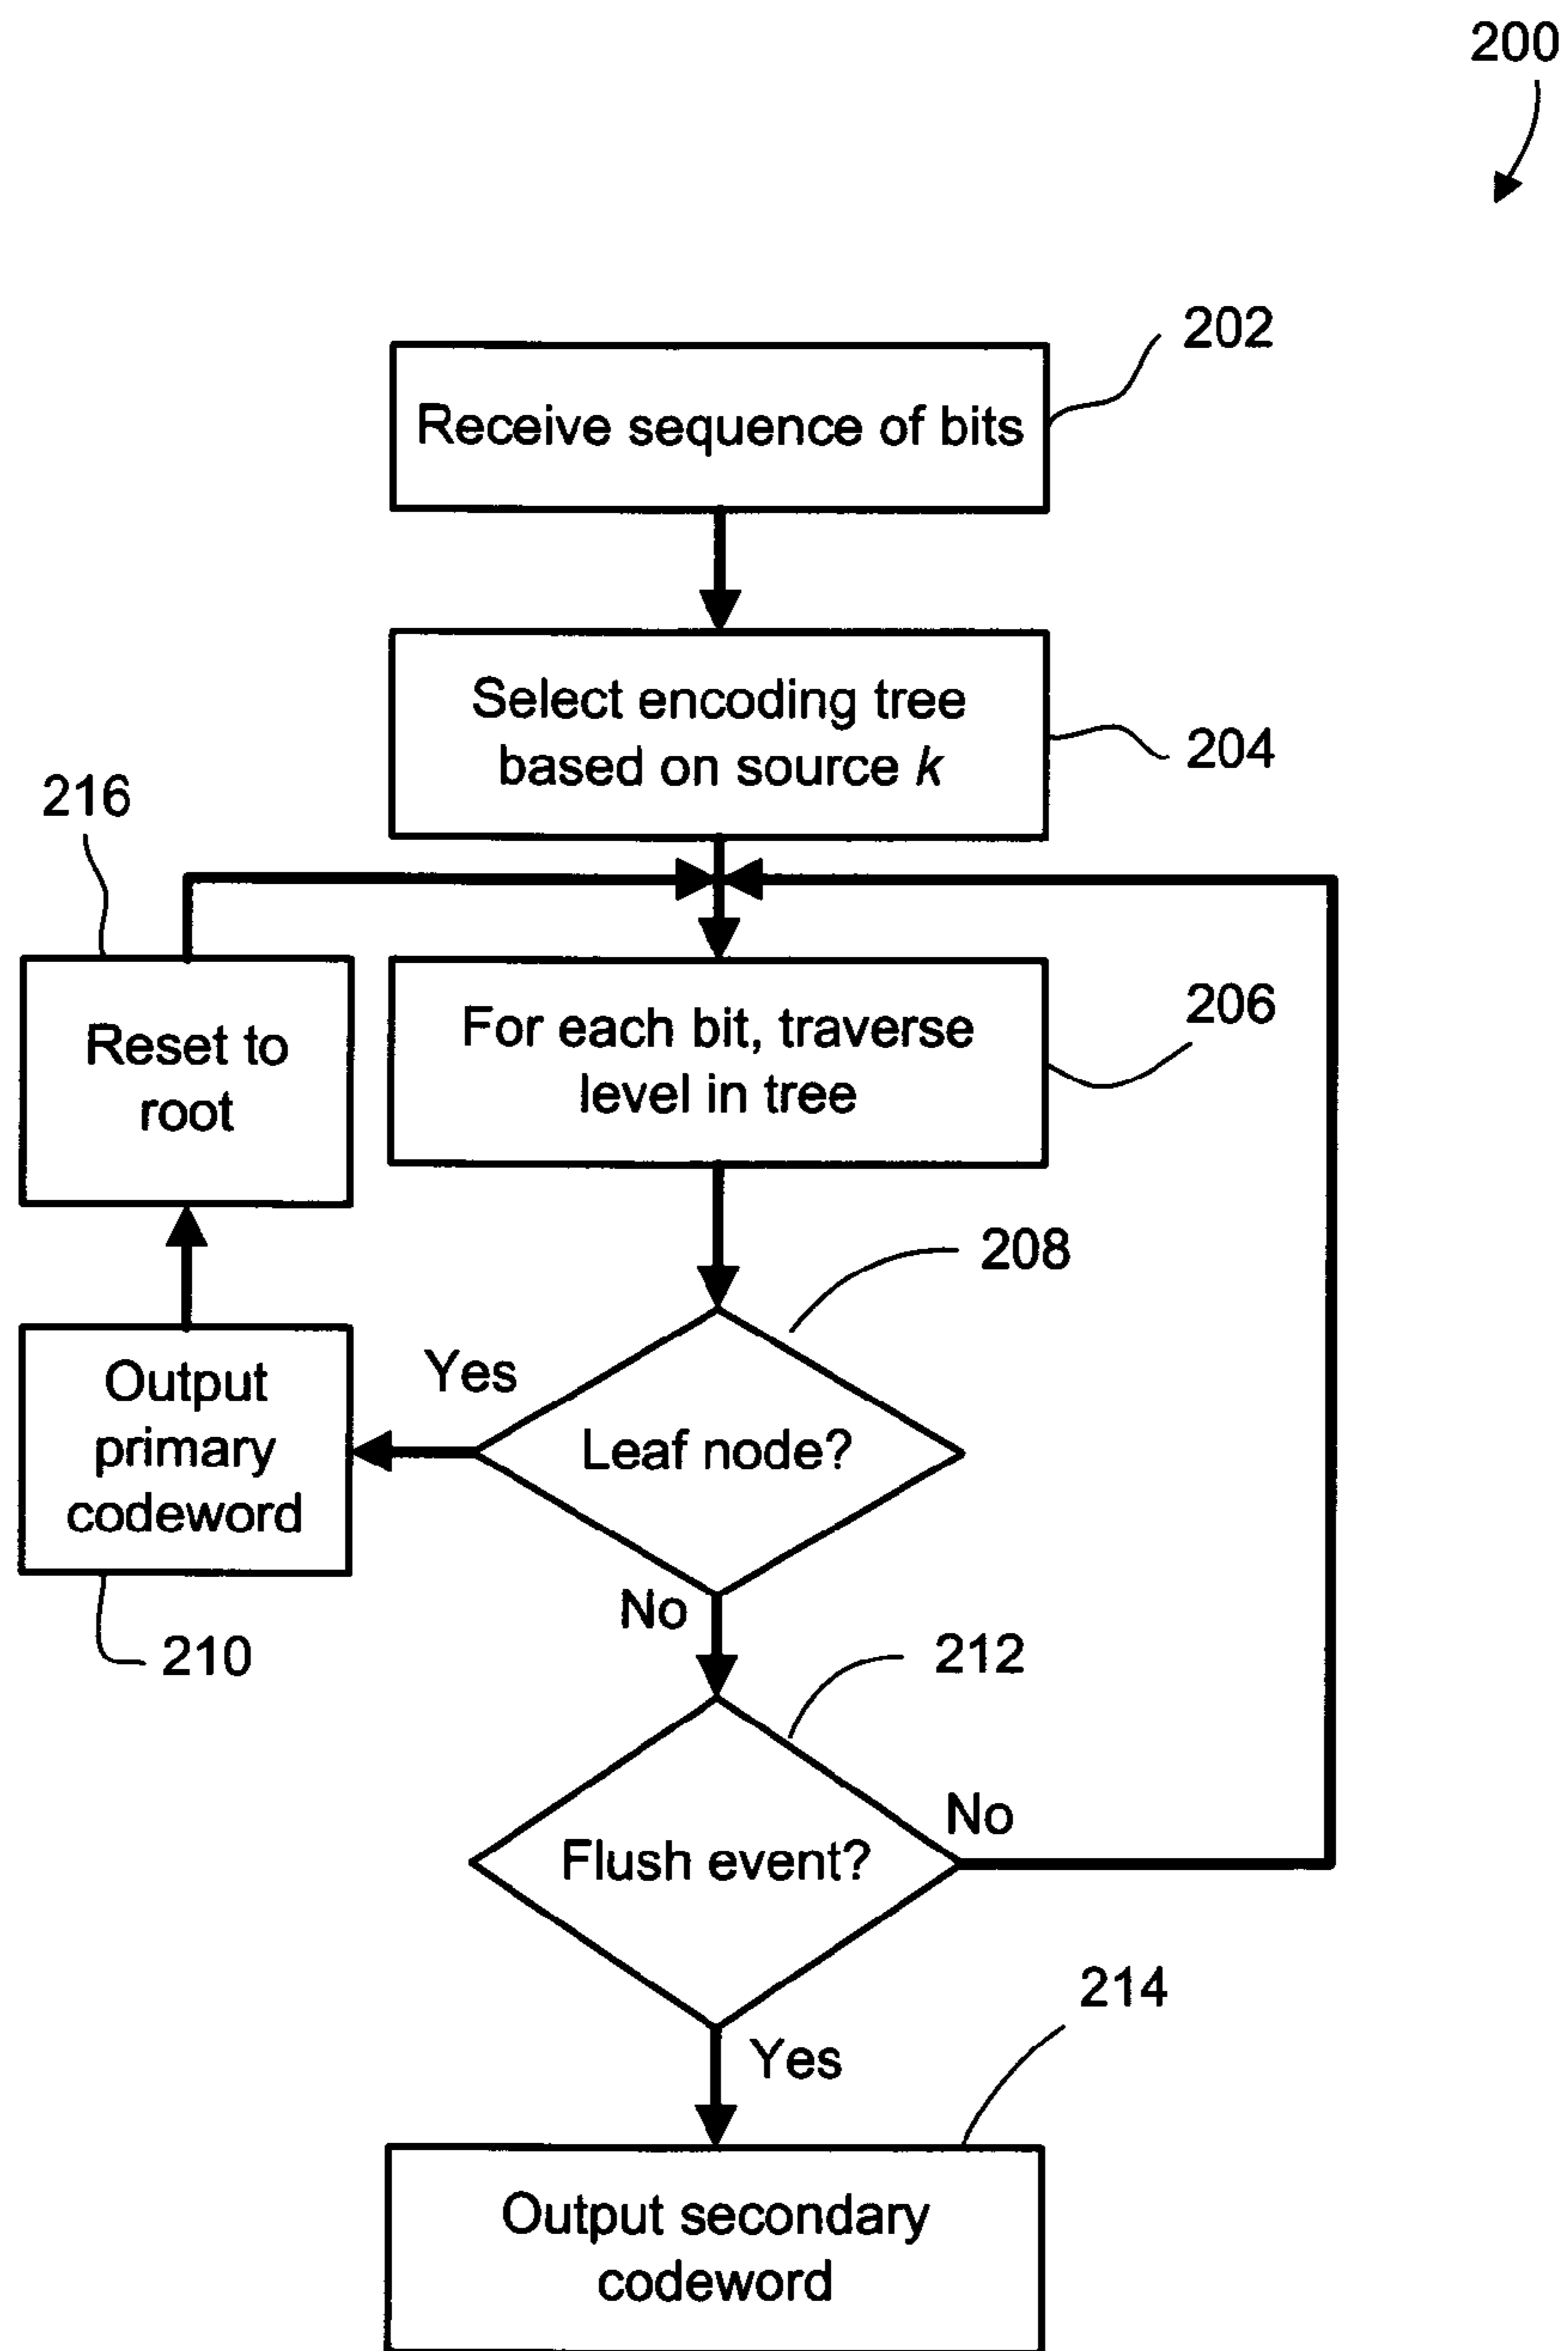 200
202
Receive sequence of bits
Select encoding tree
based on source k
204
216
Reset to
root
For each bit, traverse
level in tree
206
208
Yes
Leaf node?
Output
primary
codeword
No
210
212
No
Flush event?
214
Yes
Output secondary
codeword